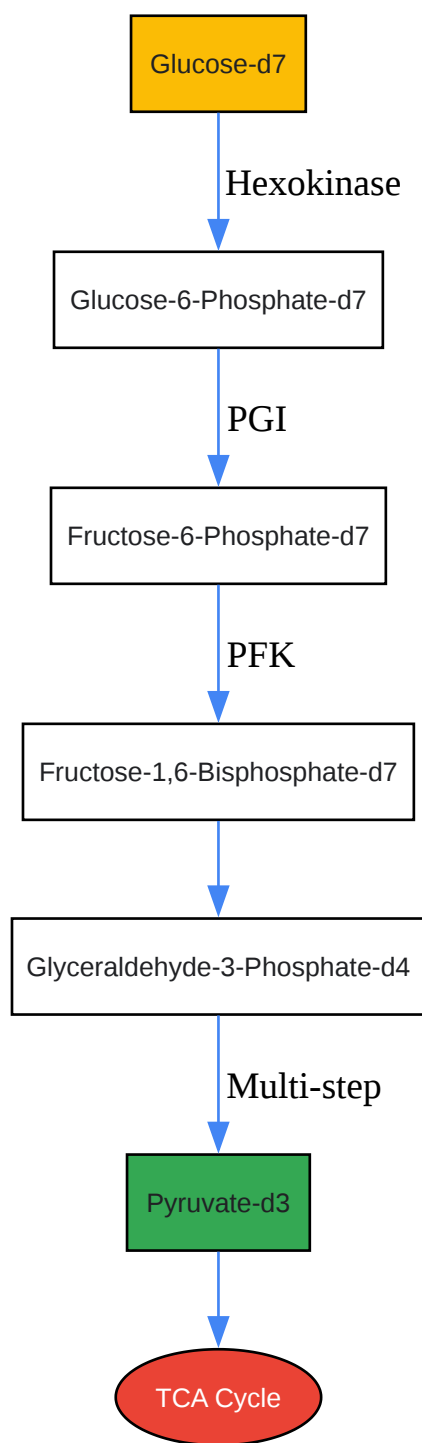 Glucose-d7
Hexokinase
Glucose-6-Phosphate-d7
PGI
Fructose-6-Phosphate-d7
PFK
Fructose-1,6-Bisphosphate-d7
Glyceraldehyde-3-Phosphate-d4
Multi-step
Pyruvate-d3
TCA Cycle